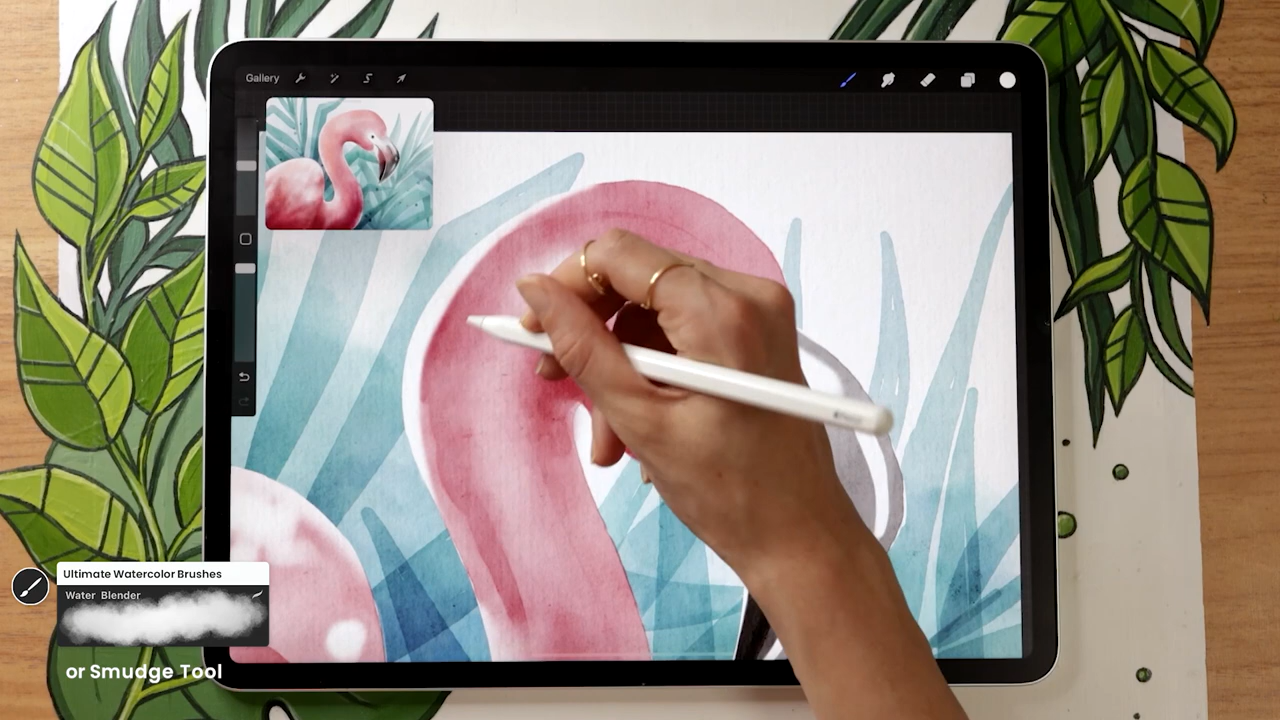 Gallery
Ultimate Watercolor Brushes
Water Blender
or Smudge Tool